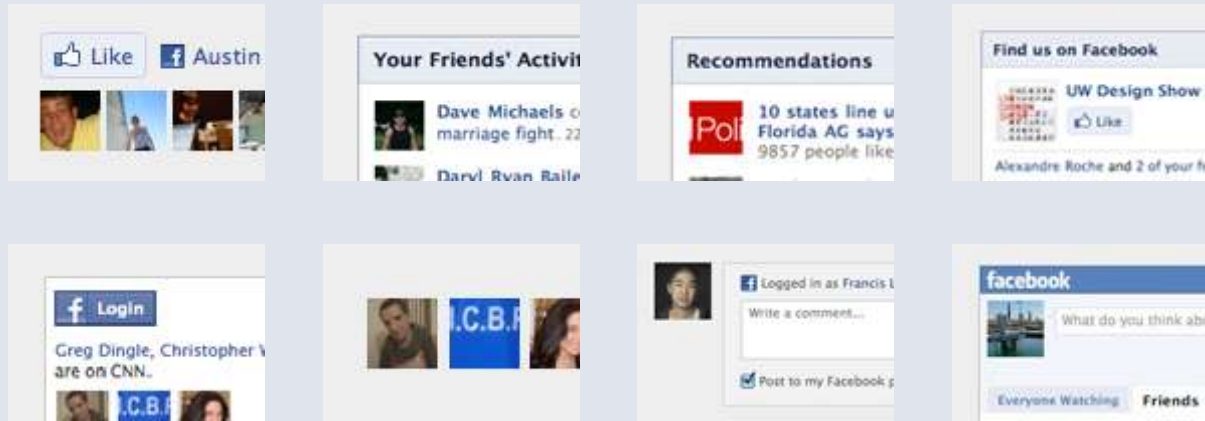 Like Austin
Your Friends' Activit
Dave Michaels
marriage fight. 22
Daryl Ryan Baile
Recommendations
Poli
10 states line u
Florida AG says
9857 people like
Find us on Facebook
UW Design Show
Like
Alexandre Roche and 2 of your f
f Login
Greg Dingle, Christopher
are on CNN.
I.C.B.F
I.C.B.F
Logged in as Francis L
Write a comment...
Post to my Facebook p
facebook
What do you think ab
Everyone Watching Friends